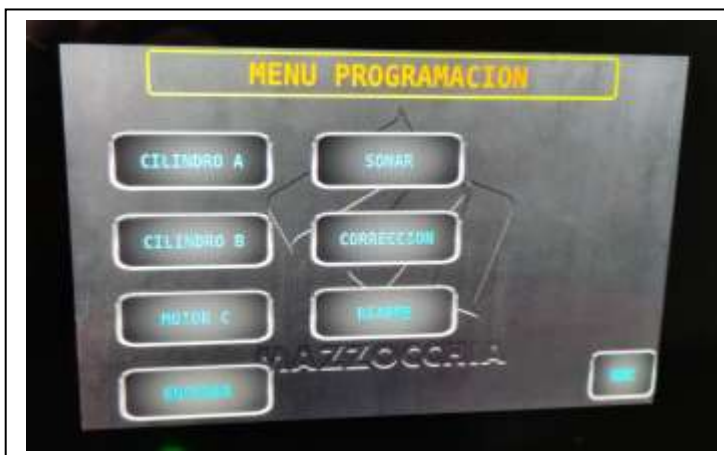 MENU PROGRAMACION
CILINDRO A
SONAR
CILINDRO B
CORRECCION
MOTOR C
MAZZOCCHIA